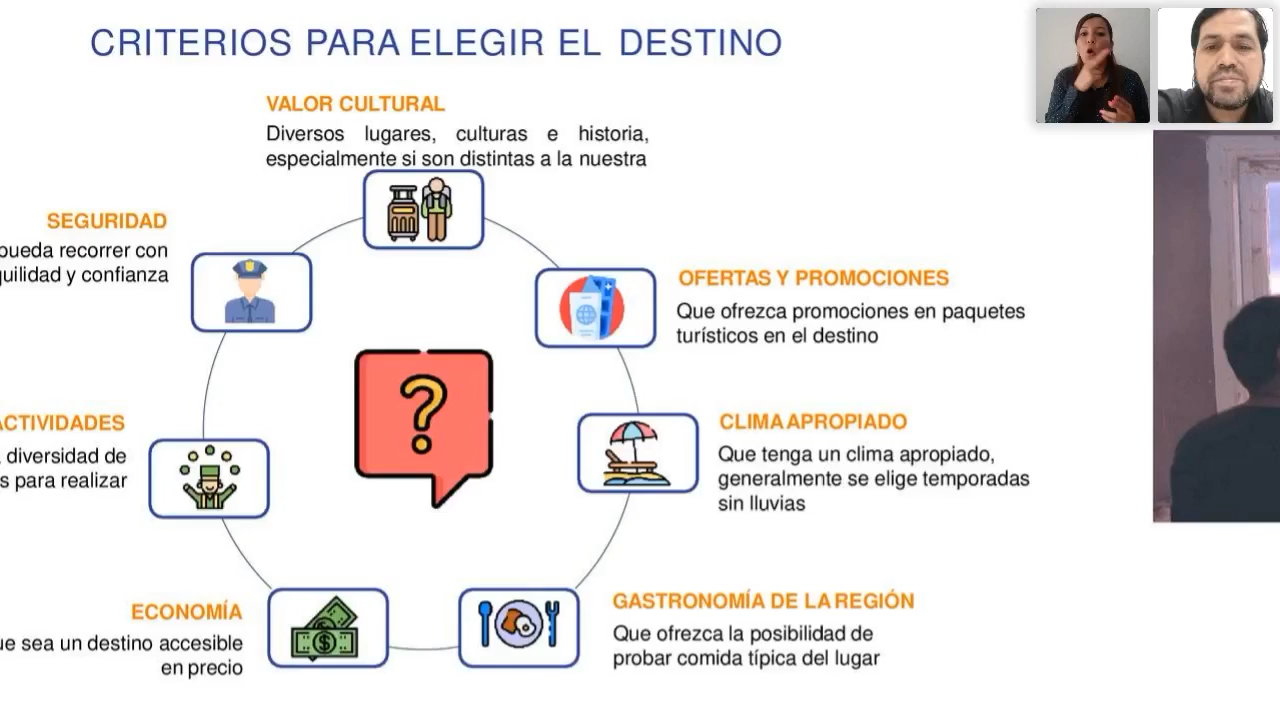 CRITERIOS PARA ELEGIR EL DESTINO
VALOR CULTURAL
Diversos lugares, culturas e historia,
especialmente si son distintas a la nuestra
SEGURIDAD
pueda recorrer con
quilidad y confianza
OFERTAS Y PROMOCIONES
Que ofrezca promociones en paquetes
turísticos en el destino
ACTIVIDADES
diversidad de
s para realizar
CLIMA APROPIADO
Que tenga un clima apropiado,
generalmente se elige temporadas
sin lluvias
?
ECONOMÍA
ue sea un destino accesible
en precio
$
GASTRONOMÍA DE LA REGIÓN
Que ofrezca la posibilidad de
probar comida típica del lugar